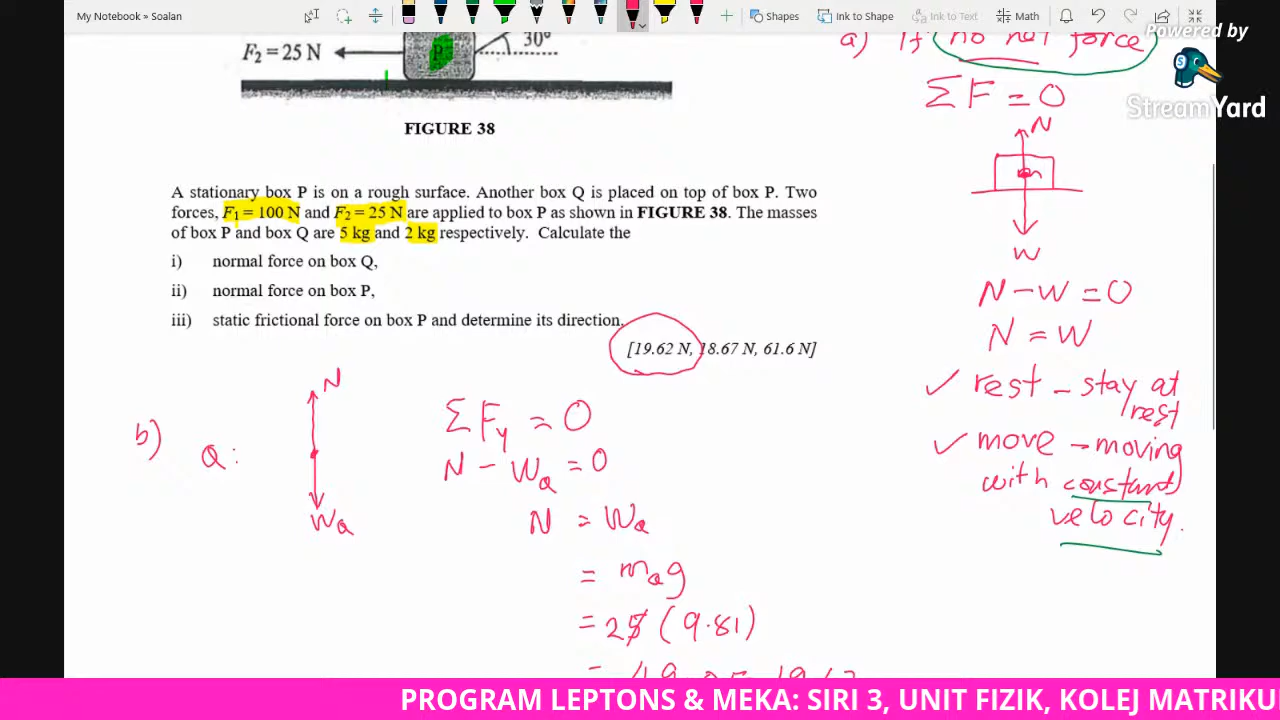 My Notebook » Soalan
Shapes
Ink to Shape
Ink to Text
Math
Powered by
StreamYard
F₂ = 25 N
P
30°
FIGURE 38
A stationary box P is on a rough surface. Another box Q is placed on top of box P. Two
forces, F₁ = 100 N and F₂ = 25 N are applied to box P as shown in FIGURE 38. The masses
of box P and box Q are 5 kg and 2 kg respectively. Calculate the
i) normal force on box Q,
ii) normal force on box P,
iii) static frictional force on box P and determine its direction.
[19.62 N, 18.67 N, 61.6 N]
a) If no net force
ΣF = 0
N
m
W
N - W = 0
N = W
✓ rest - stay at
rest
✓ move - moving
with constant
velocity.
b)
Q:
N
W_Q
ΣF_y = 0
N - W_Q = 0
N = W_Q
= m_Q g
= 2 (9.81)
PROGRAM LEPTONS & MEKA: SIRI 3, UNIT FIZIK, KOLEJ MATRIKU